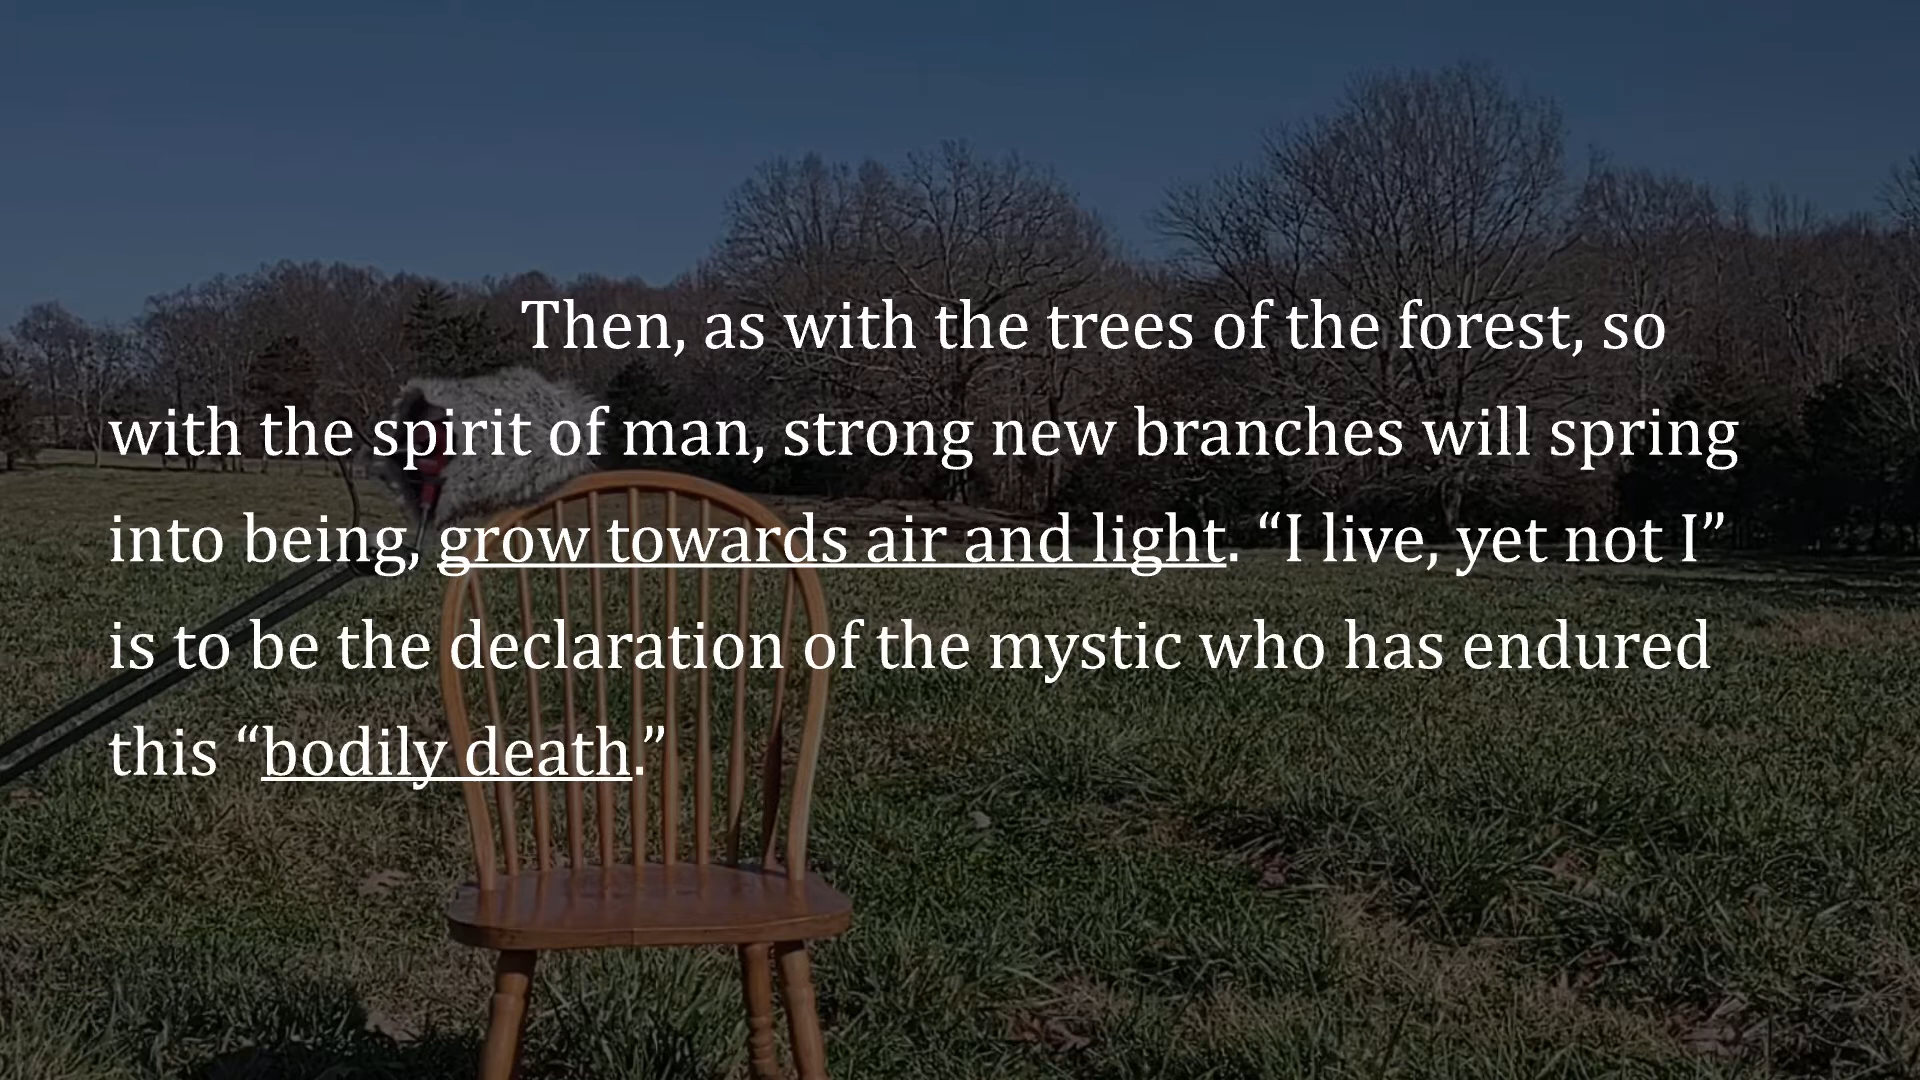 Then, as with the trees of the forest, so
with the spirit of man, strong new branches will spring
into being, grow towards air and light. “I live, yet not I”
is to be the declaration of the mystic who has endured
this “bodily death.”